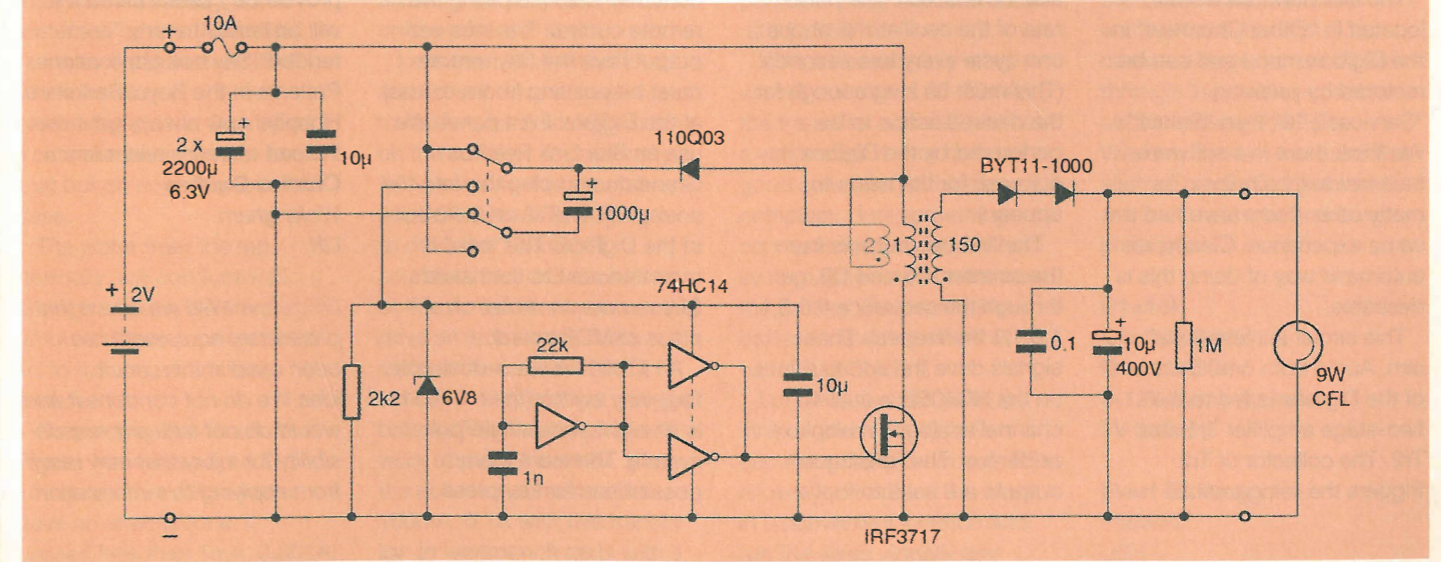 10A
+
2 x
2200µ
6.3V
10µ
110Q03
1000µ
+
BYT11-1000
2
1
150
+
2V
74HC14
22k
2k2
6V8
1n
10µ
0.1
+
10µ
400V
1M
9W
CFL
–
IRF3717